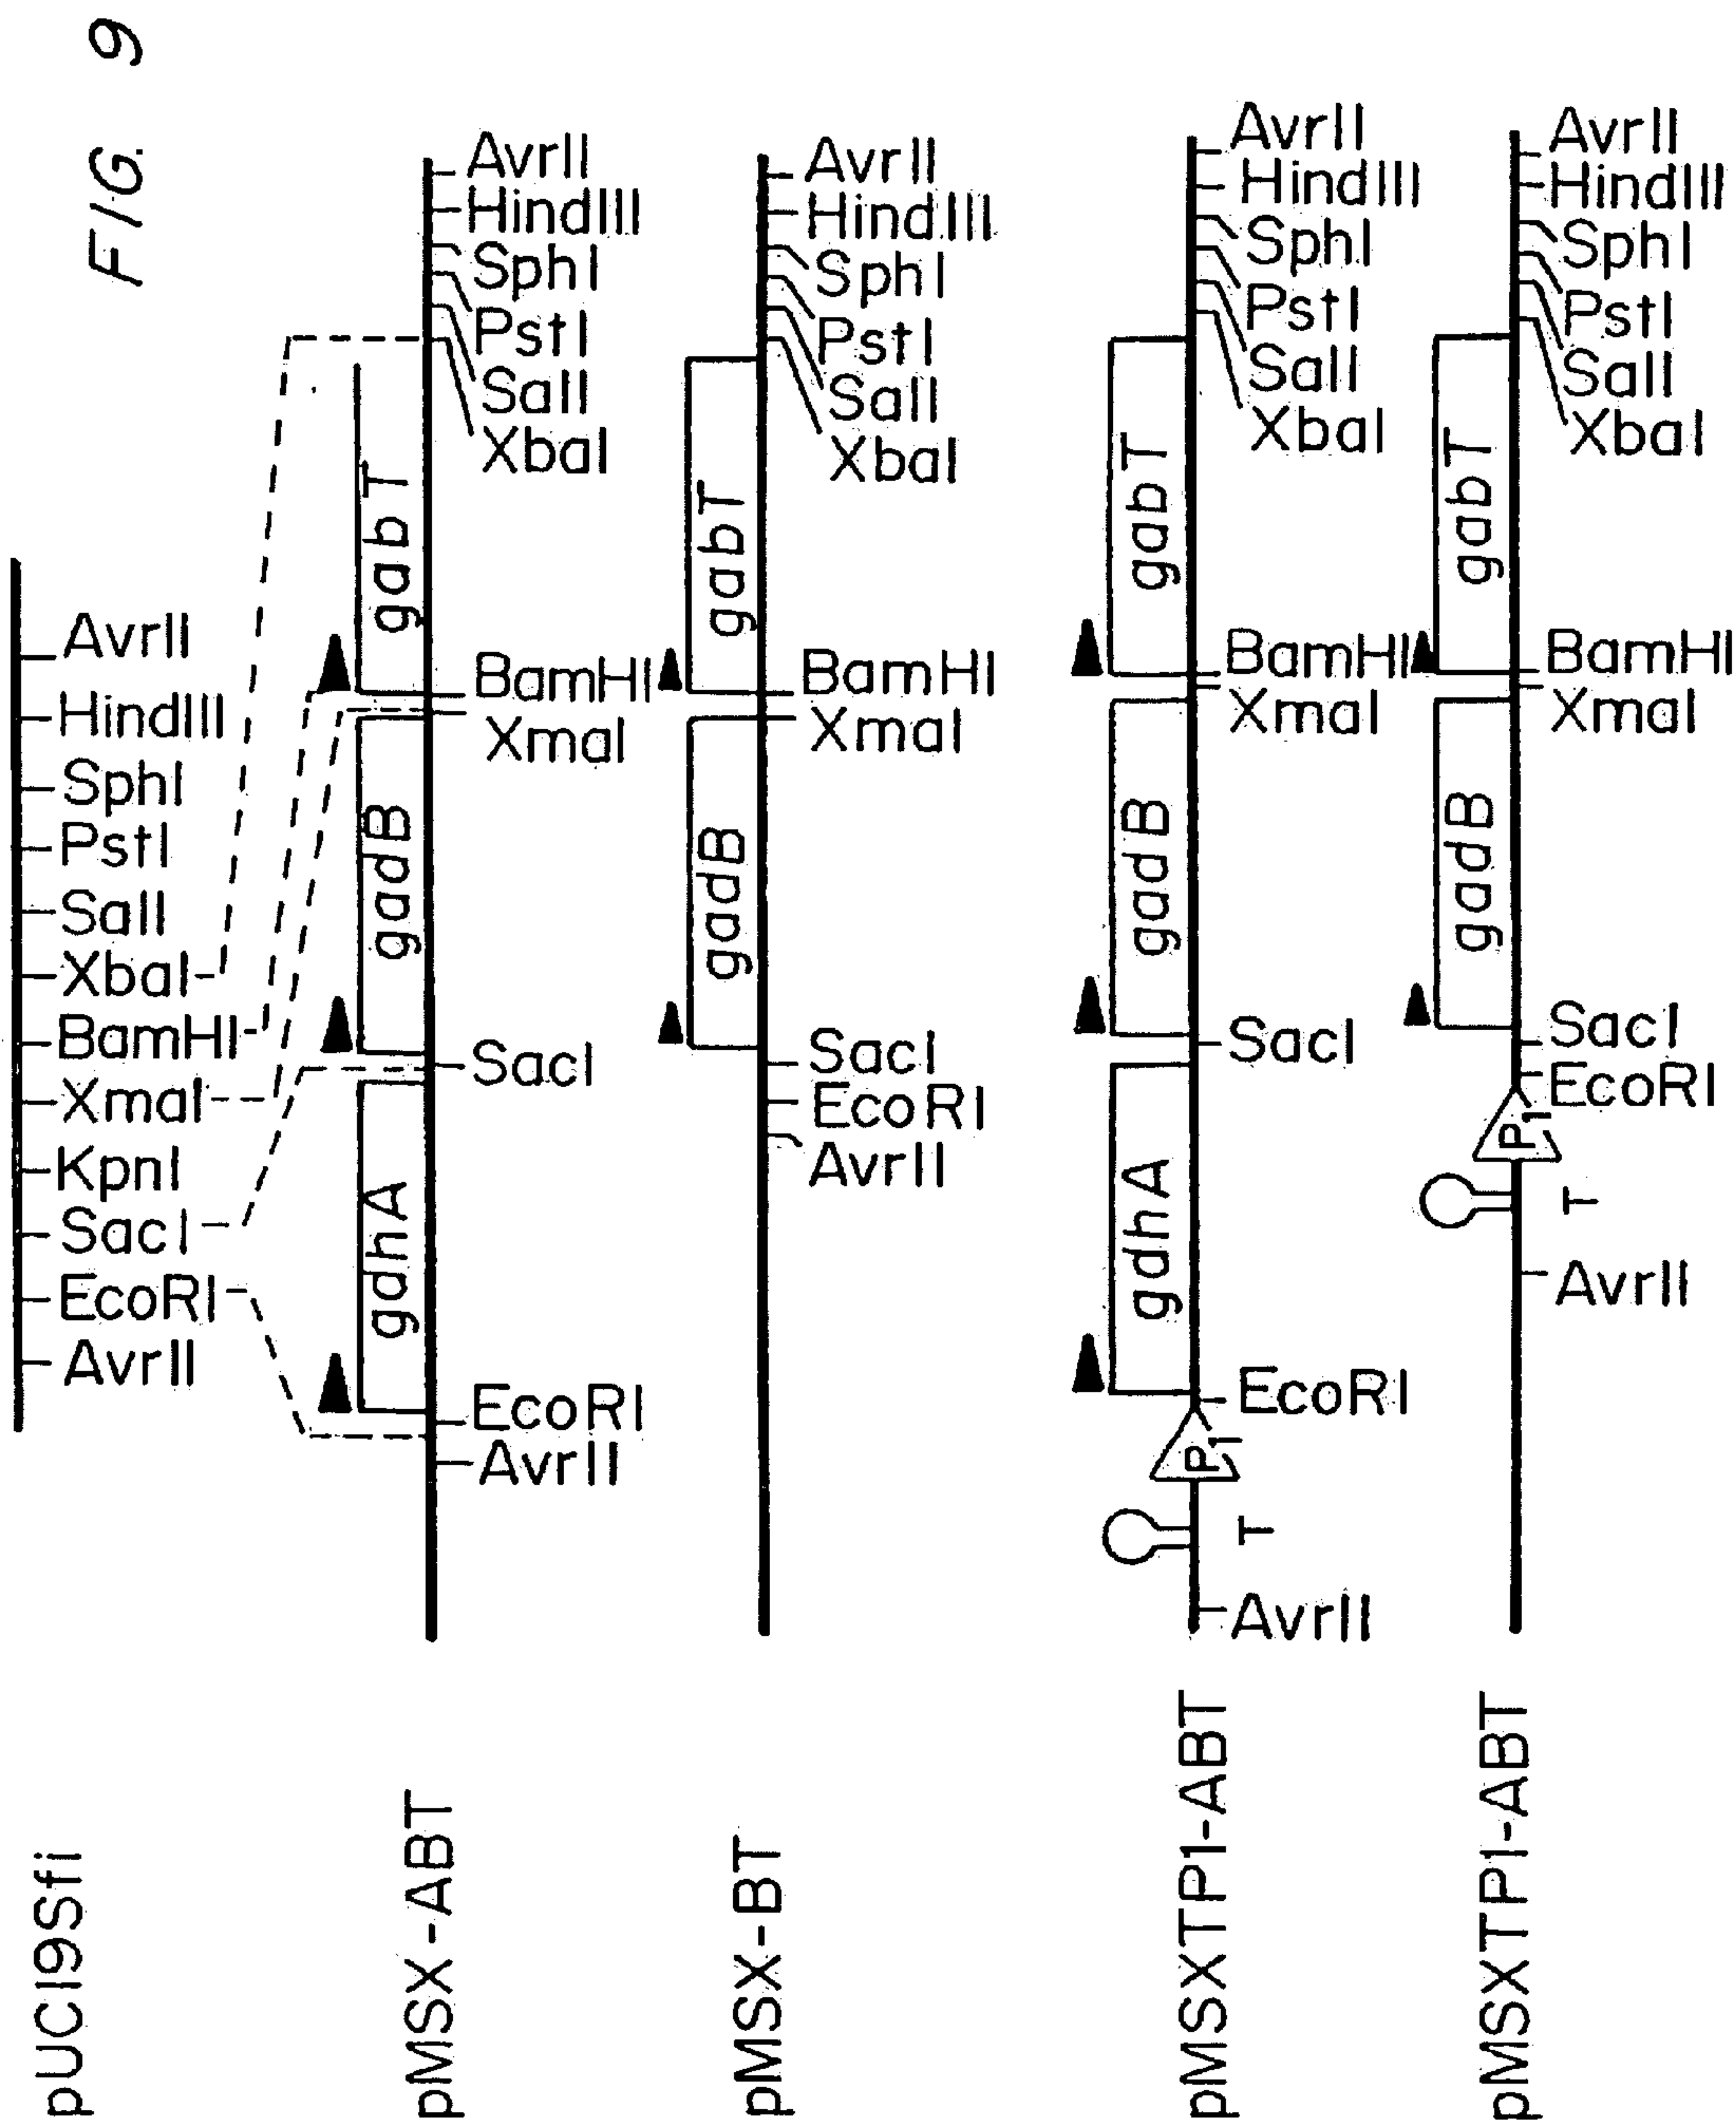 FIG. 9
pUC19Sfi
AvrII EcoRI SacI KpnI XmaI BamHI XbaI SalI PstI SphI HindIII AvrII
pMSX-ABT
gdhA gadB gabT
AvrII EcoRI SacI XmaI BamHI XbaI SalI PstI SphI HindIII AvrII
pMSX-BT
gadB gabT
AvrII EcoRI SacI XmaI BamHI XbaI SalI PstI SphI HindIII AvrII
pMSXTP1-ABT
gdhA gadB gabT
P1
AvrII T EcoRI SacI XmaI BamHI XbaI SalI PstI SphI HindIII AvrII
pMSXTP1-ABT
gadB gabT
P1
AvrII T EcoRI SacI XmaI BamHI XbaI SalI PstI SphI HindIII AvrII